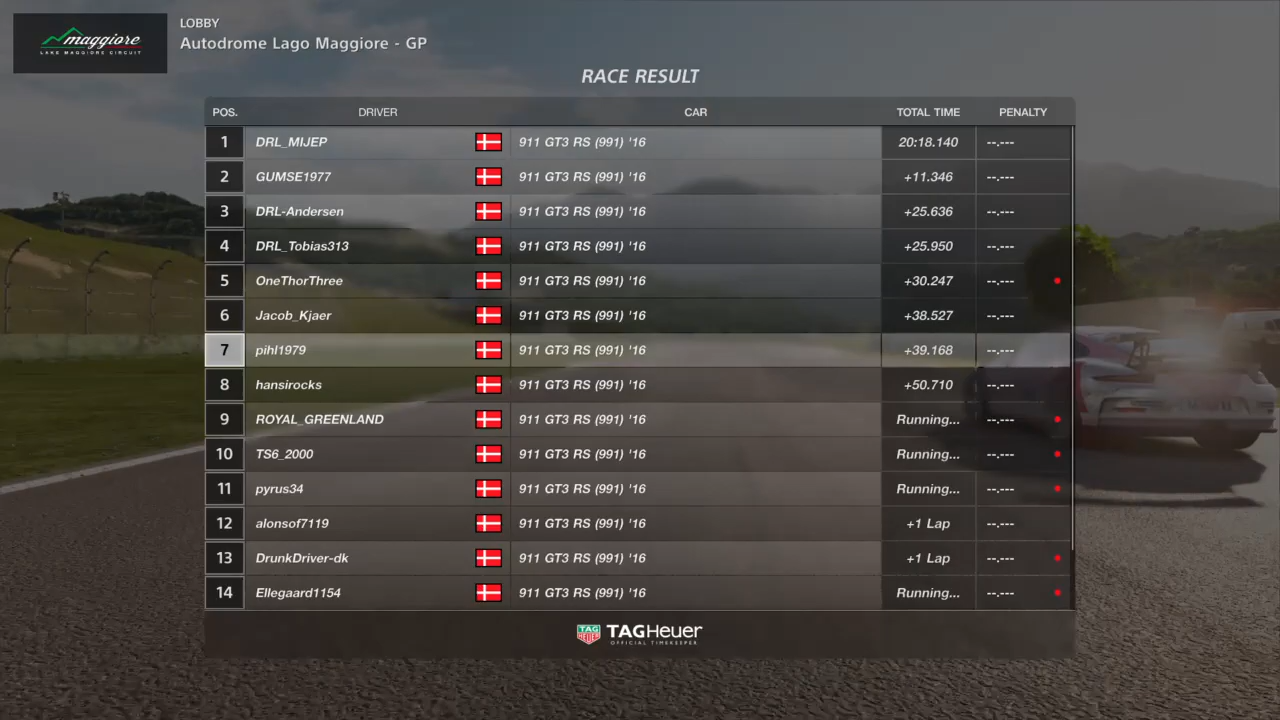 maggiore
LAKE MAGGIORE CIRCUIT
LOBBY
Autodrome Lago Maggiore - GP
RACE RESULT
POS. DRIVER CAR TOTAL TIME PENALTY
1 DRL_MIJEP 911 GT3 RS (991) '16 20:18.140 --.---
2 GUMSE1977 911 GT3 RS (991) '16 +11.346 --.---
3 DRL-Andersen 911 GT3 RS (991) '16 +25.636 --.---
4 DRL_Tobias313 911 GT3 RS (991) '16 +25.950 --.---
5 OneThorThree 911 GT3 RS (991) '16 +30.247 --.---
6 Jacob_Kjaer 911 GT3 RS (991) '16 +38.527 --.---
7 pihl1979 911 GT3 RS (991) '16 +39.168 --.---
8 hansirocks 911 GT3 RS (991) '16 +50.710 --.---
9 ROYAL_GREENLAND 911 GT3 RS (991) '16 Running... --.---
10 TS6_2000 911 GT3 RS (991) '16 Running... --.---
11 pyrus34 911 GT3 RS (991) '16 Running... --.---
12 alonsof7119 911 GT3 RS (991) '16 +1 Lap --.---
13 DrunkDriver-dk 911 GT3 RS (991) '16 +1 Lap --.---
14 Ellegaard1154 911 GT3 RS (991) '16 Running... --.---
TAG HEUER TAGHeuer
OFFICIAL TIMEKEEPER